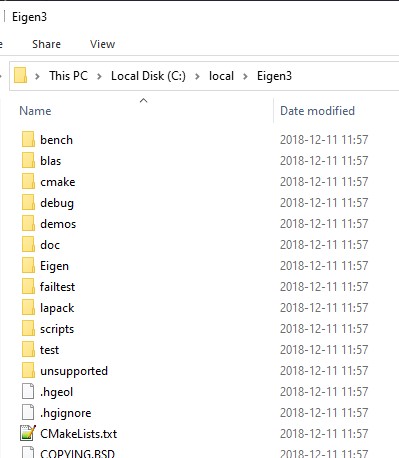 Eigen3
Share View
This PC > Local Disk (C:) > local > Eigen3
Name Date modified
bench 2018-12-11 11:57
blas 2018-12-11 11:57
cmake 2018-12-11 11:57
debug 2018-12-11 11:57
demos 2018-12-11 11:57
doc 2018-12-11 11:57
Eigen 2018-12-11 11:57
failtest 2018-12-11 11:57
lapack 2018-12-11 11:57
scripts 2018-12-11 11:57
test 2018-12-11 11:57
unsupported 2018-12-11 11:57
.hgeol 2018-12-11 11:57
.hgignore 2018-12-11 11:57
CMakeLists.txt 2018-12-11 11:57
COPYING.BSD 2018-12-11 11:57